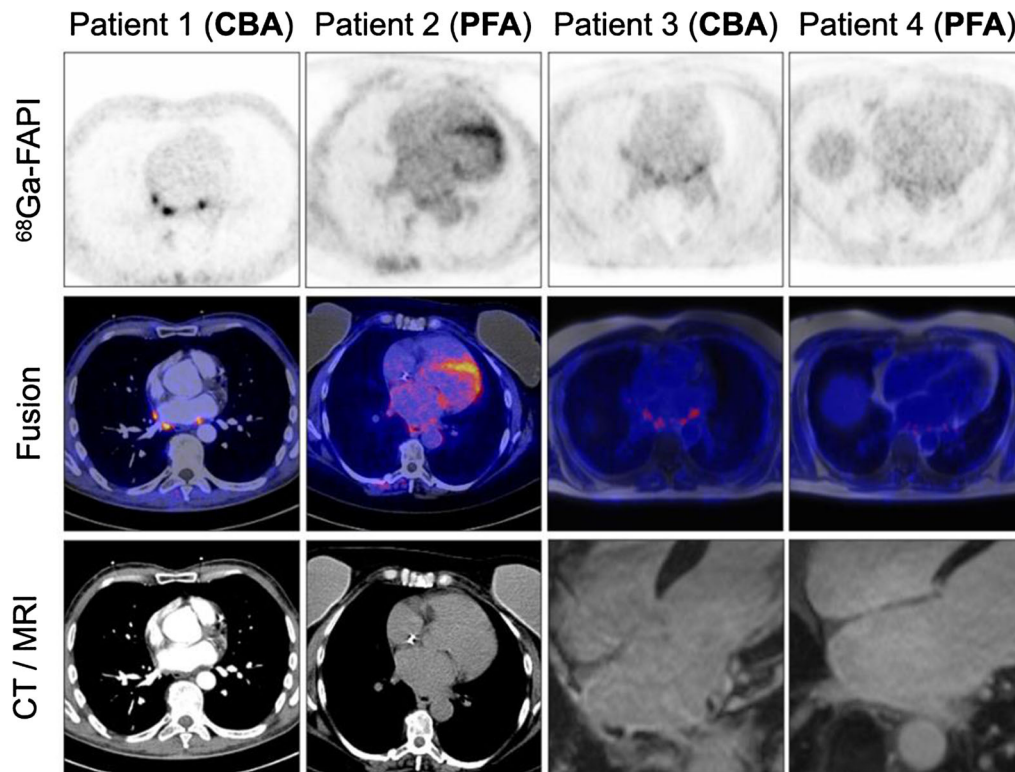 Patient 1 (CBA) Patient 2 (PFA) Patient 3 (CBA) Patient 4 (PFA)
⁶⁸Ga-FAPI
Fusion
CT / MRI